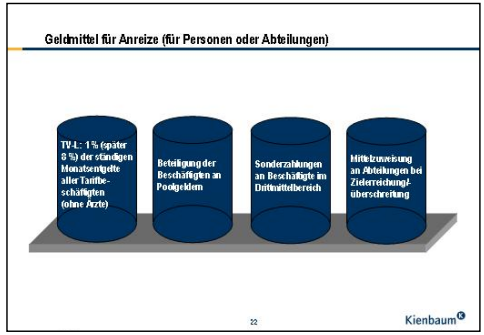 Geldmittel für Anreize (für Personen oder Abteilungen)
TV-L: 1 % (später
8 %) der ständigen
Monatsentgelte
aller Tarifbe-
schäftigten
(ohne Ärzte)
Beteiligung der
Beschäftigten an
Poolgeldern
Sonderzahlungen
an Beschäftigte im
Drittmittelbereich
Mittelzuweisung
an Abteilungen bei
Zielerreichung/-
überschreitung
22
Kienbaum K